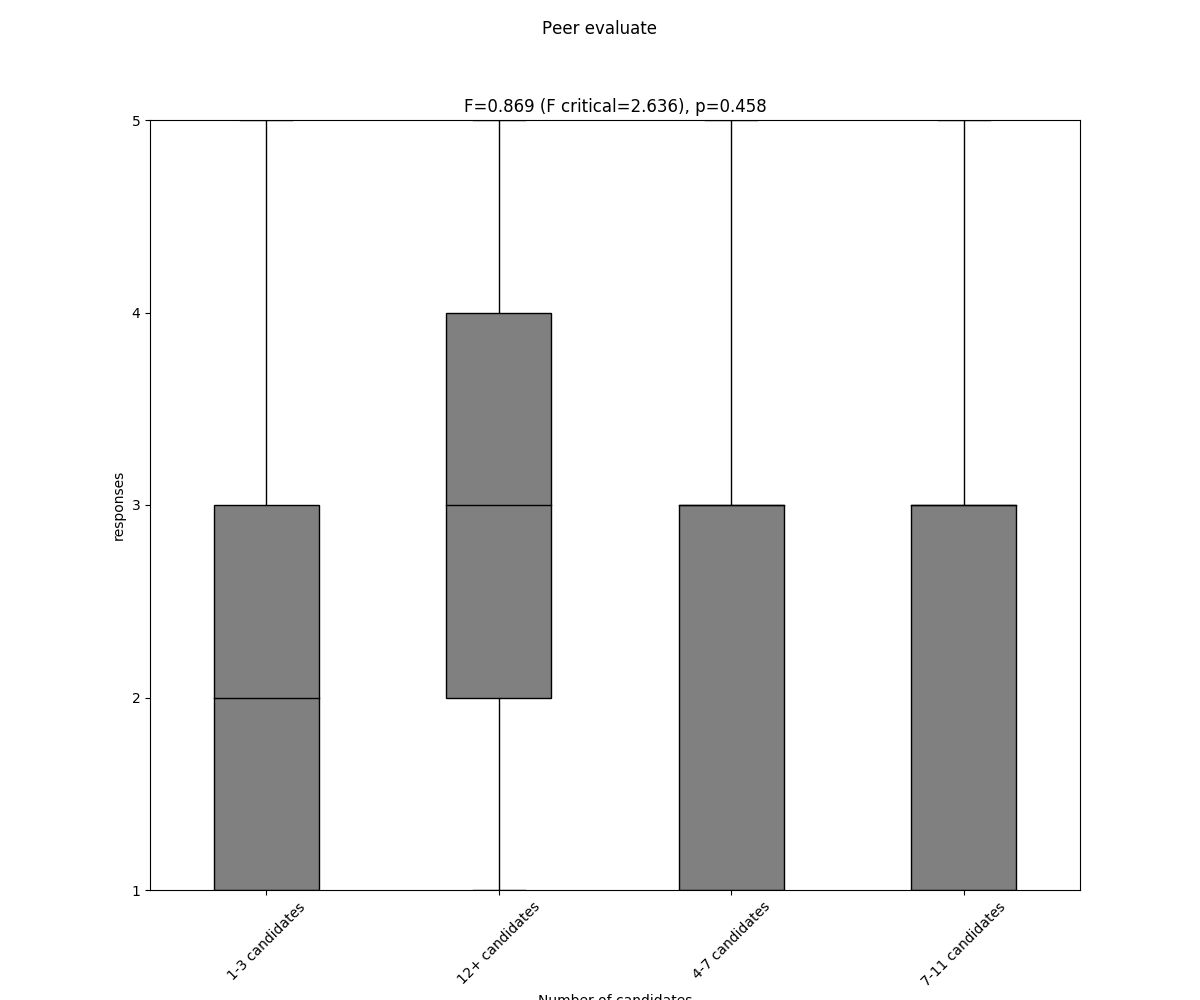 Peer evaluate
F=0.869 (F critical=2.636), p=0.458
5
4
3
2
1
responses
1-3 candidates
12+ candidates
4-7 candidates
7-11 candidates
Number of candidates